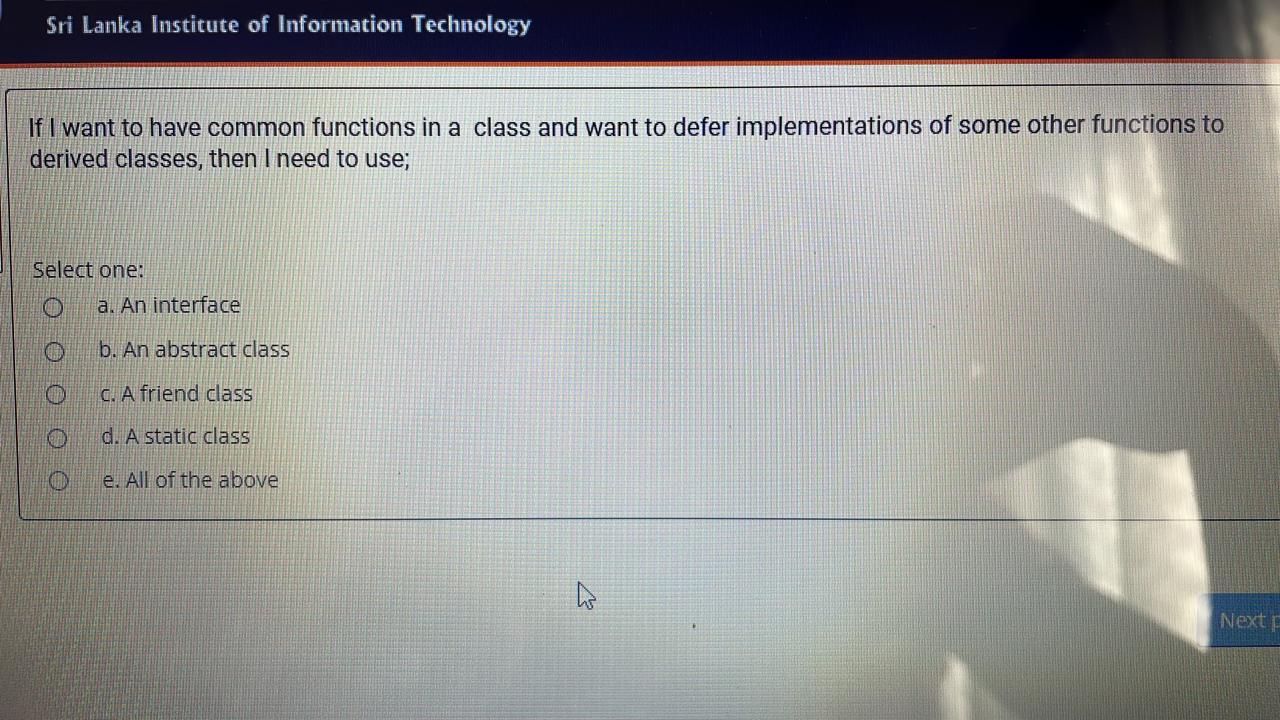 Sri Lanka Institute of Information Technology
If I want to have common functions in a class and want to defer implementations of some other functions to
derived classes, then I need to use;
Select one:
a. An interface
b. An abstract class
c. A friend class
d. A static class
e. All of the above
Next p